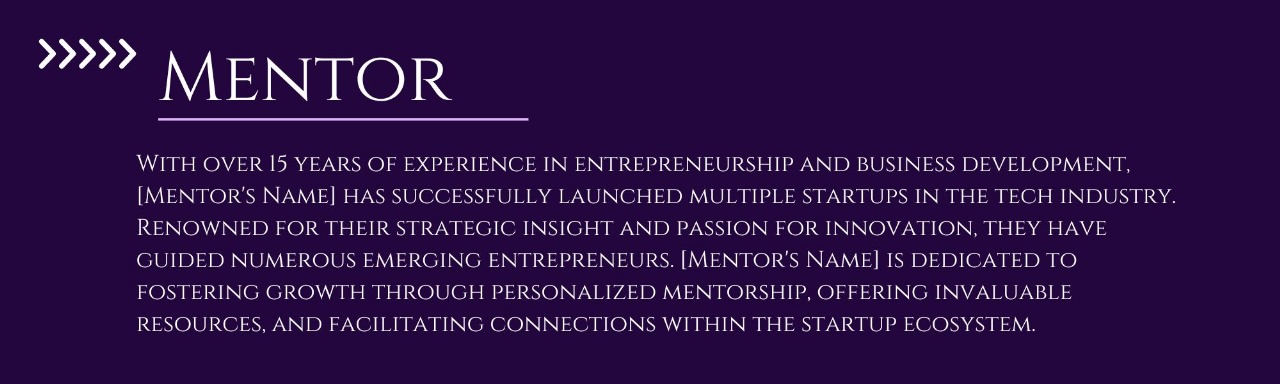 Mentor
With over 15 years of experience in entrepreneurship and business development,
[Mentor's Name] has successfully launched multiple startups in the tech industry.
Renowned for their strategic insight and passion for innovation, they have
guided numerous emerging entrepreneurs. [Mentor's Name] is dedicated to
fostering growth through personalized mentorship, offering invaluable
resources, and facilitating connections within the startup ecosystem.